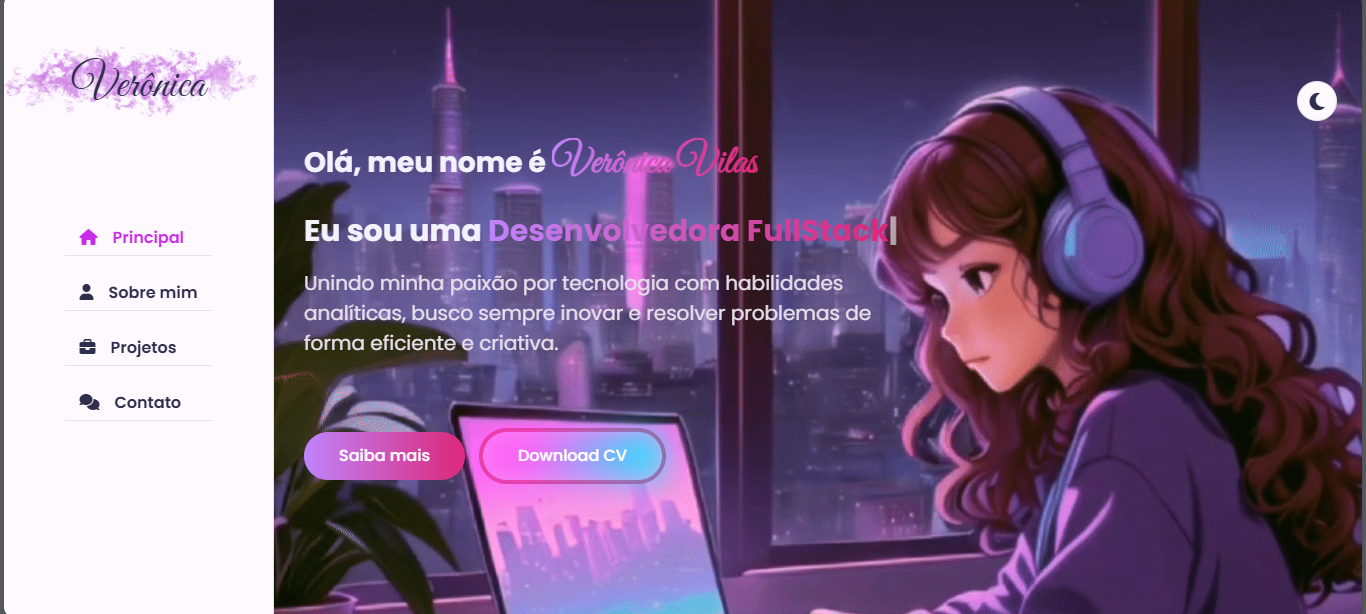 Verônica
Principal
Sobre mim
Projetos
Contato
Olá, meu nome é Verônica Vilas
Eu sou uma Desenvolvedora FullStack|
Unindo minha paixão por tecnologia com habilidades
analíticas, busco sempre inovar e resolver problemas de
forma eficiente e criativa.
Saiba mais
Download CV